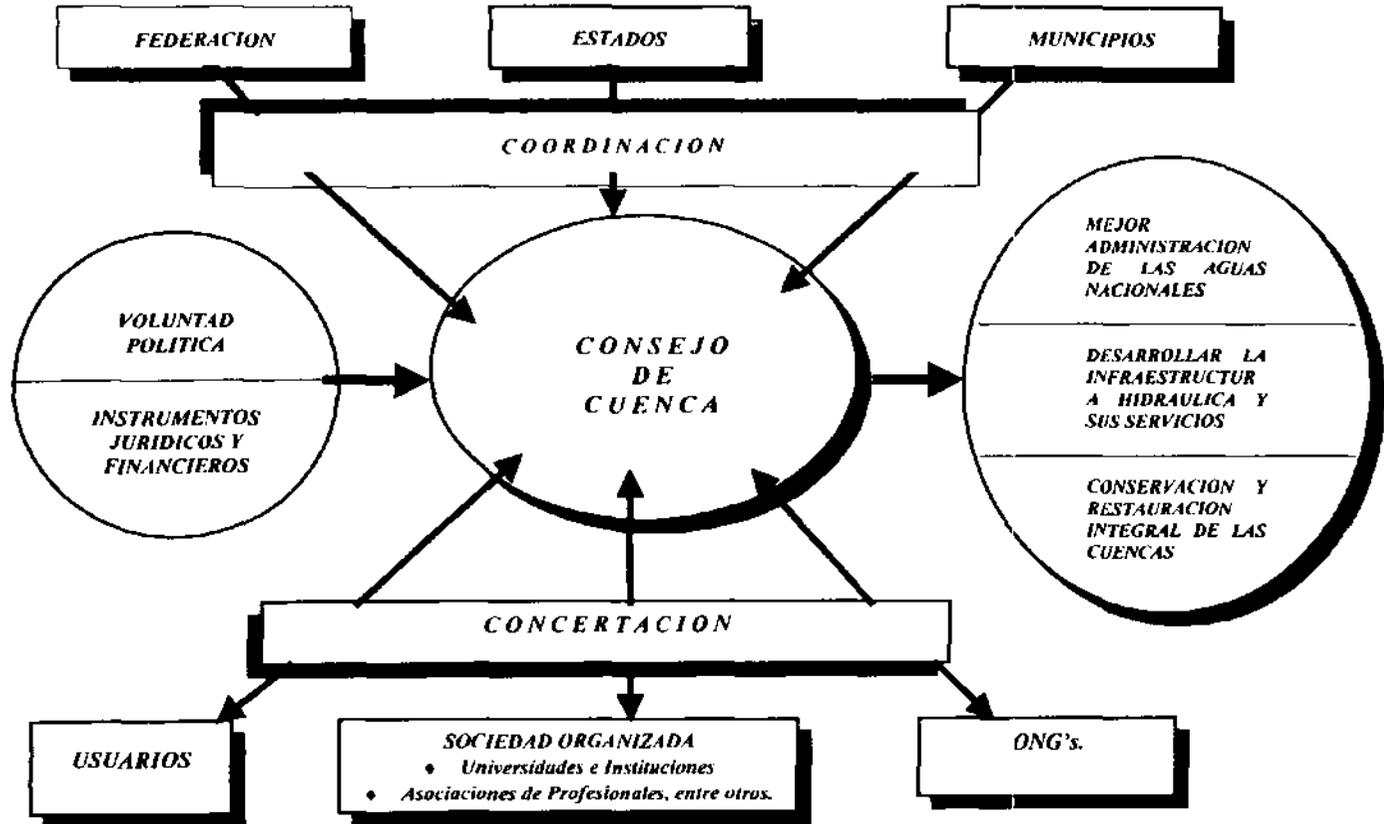 FEDERACION
ESTADOS
MUNICIPIOS
COORDINACION
VOLUNTAD
POLITICA
INSTRUMENTOS
JURIDICOS Y
FINANCIEROS
CONSEJO
DE
CUENCA
MEJOR
ADMINISTRACION
DE LAS AGUAS
NACIONALES
DESARROLLAR LA
INFRAESTRUCTUR
A HIDRAULICA Y
SUS SERVICIOS
CONSERVACION Y
RESTAURACION
INTEGRAL DE LAS
CUENCAS
CONCERTACION
USUARIOS
SOCIEDAD ORGANIZADA
♦ Universidades e Instituciones
♦ Asociaciones de Profesionales, entre otros.
ONG's.